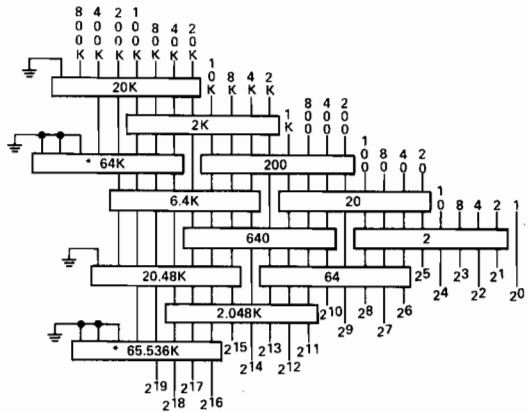 800K 400K 200K 100K 80K 40K 20K
10K 8K 4K 2K
20K
1K 800 400 200
2K
100 80 40 20
* 64K
200
10 8 4 2 1
6.4K
20
640
2
20.48K
64
2⁵ 2⁴ 2³ 2² 2¹ 2⁰
2.048K
2¹⁰ 2⁹ 2⁸ 2⁷ 2⁶
* 65.536K
2¹⁵ 2¹⁴ 2¹³ 2¹² 2¹¹
2¹⁹ 2¹⁸ 2¹⁷ 2¹⁶